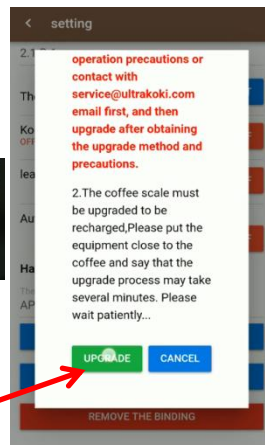 setting
operation precautions or
contact with
service@ultrakoki.com
email first, and then
upgrade after obtaining
the upgrade method and
precautions.
2.The coffee scale must
be upgraded to be
recharged,Please put the
equipment close to the
coffee and say that the
upgrade process may take
several minutes. Please
wait patiently...
UPGRADE CANCEL
REMOVE THE BINDING